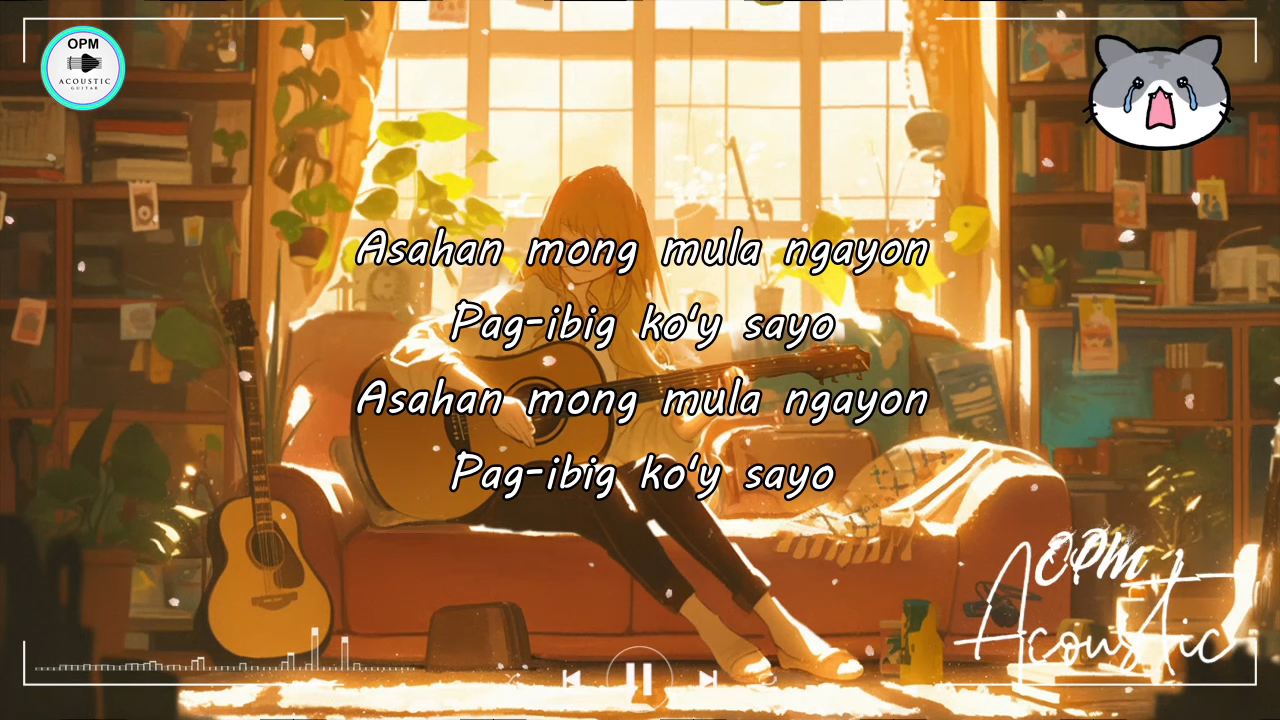 OPM
ACOUSTIC
GUITAR
Asahan mong mula ngayon
Pag-ibig ko'y sayo
Asahan mong mula ngayon
Pag-ibig ko'y sayo
OPM
Acoustic